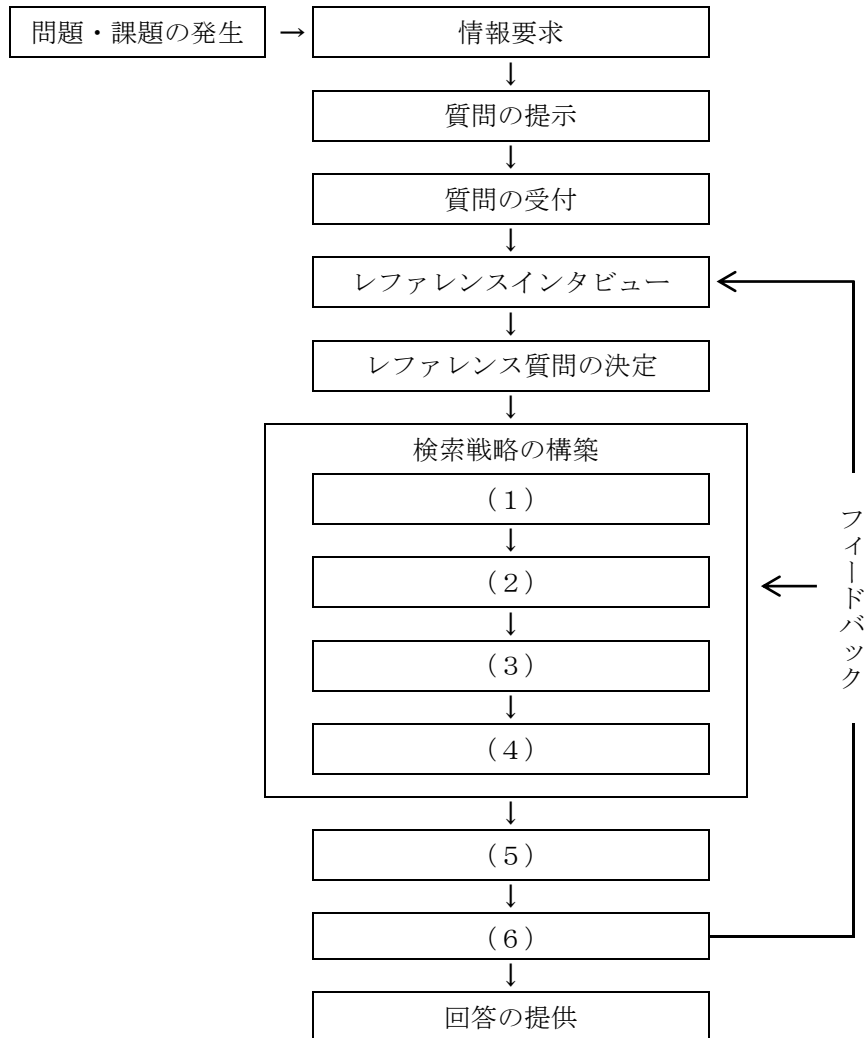 問題・課題の発生 → 情報要求
↓
質問の提示
↓
質問の受付
↓
レファレンスインタビュー
↓
レファレンス質問の決定
↓
検索戦略の構築
(1)
↓
(2)
↓
(3)
↓
(4)
↓
(5)
↓
(6)
↓
回答の提供
フィードバック